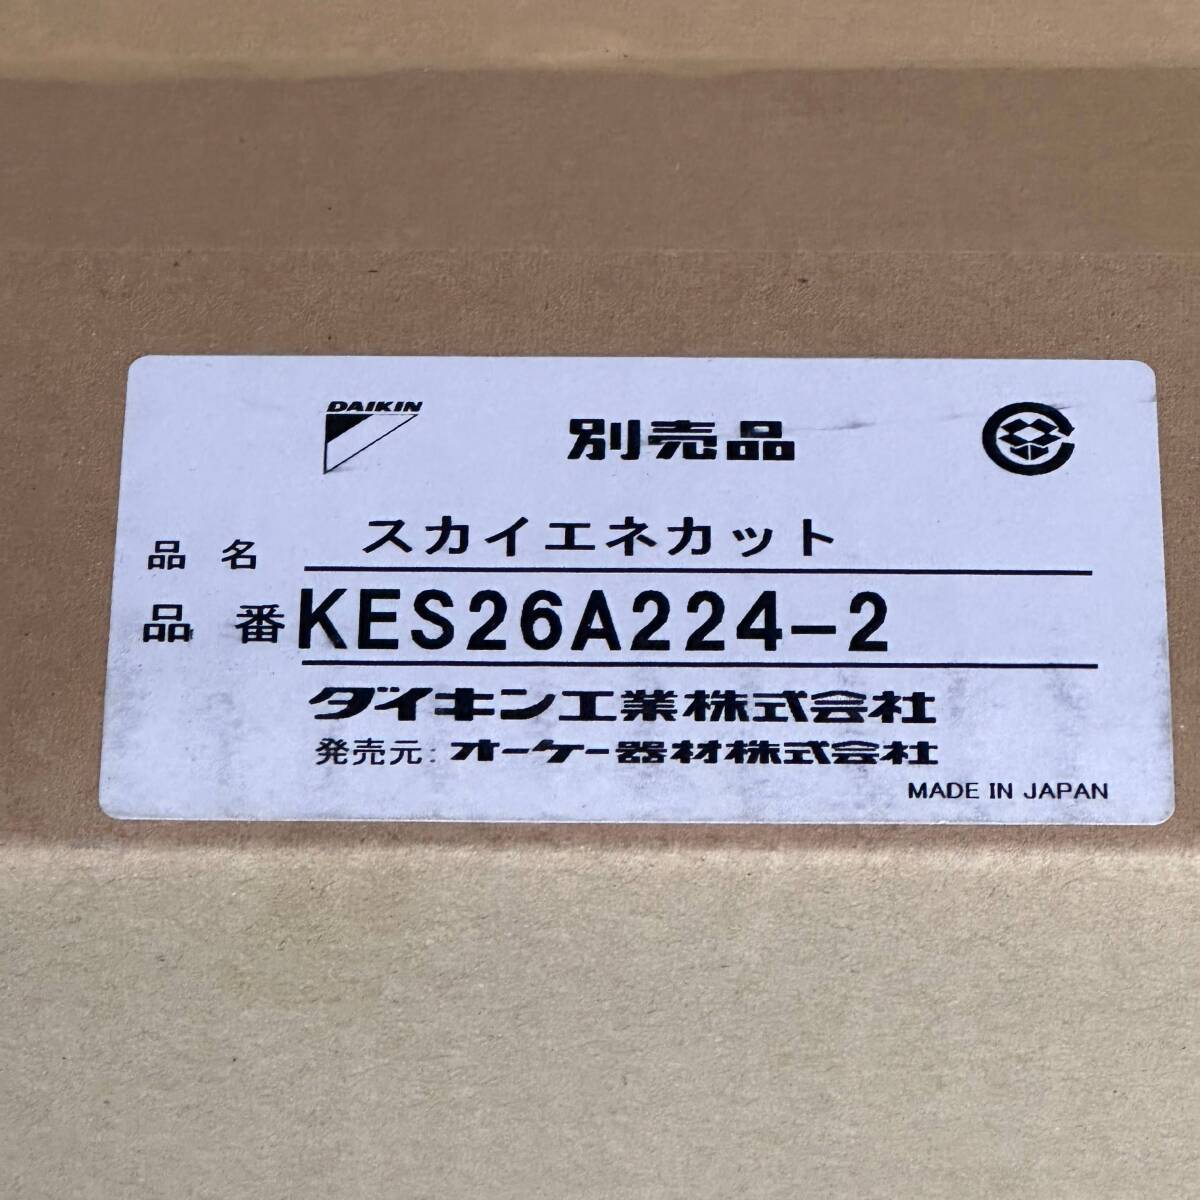 DAIKIN
別売品
品名 スカイエネカット
品番 KES26A224-2
ダイキン工業株式会社
発売元: オーケー器材株式会社
MADE IN JAPAN